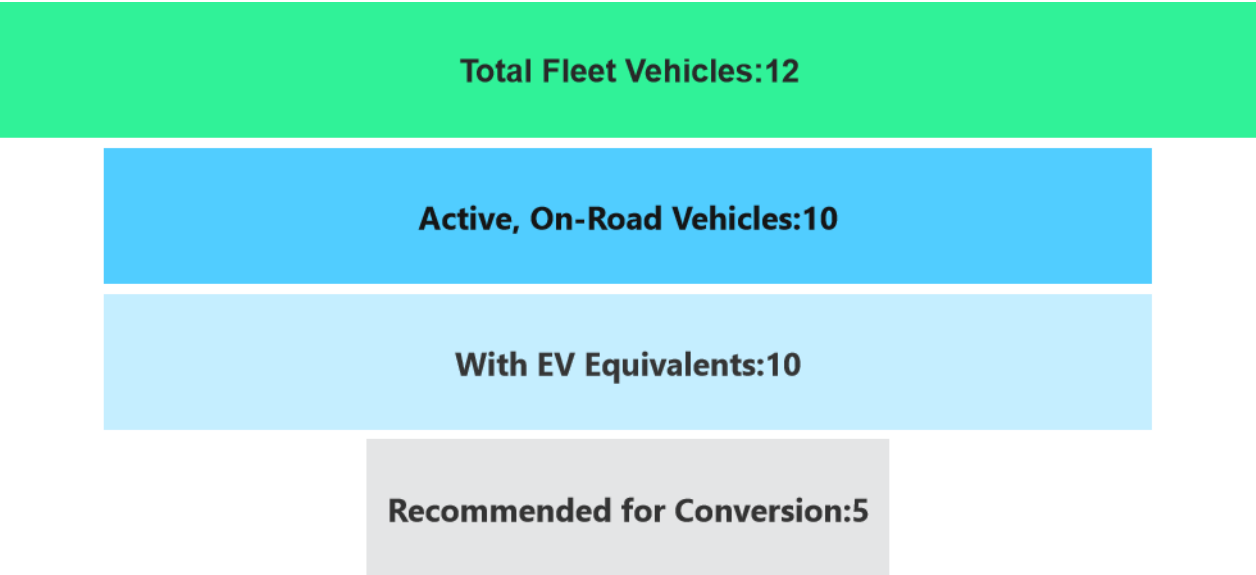 Total Fleet Vehicles:12
Active, On-Road Vehicles:10
With EV Equivalents:10
Recommended for Conversion:5